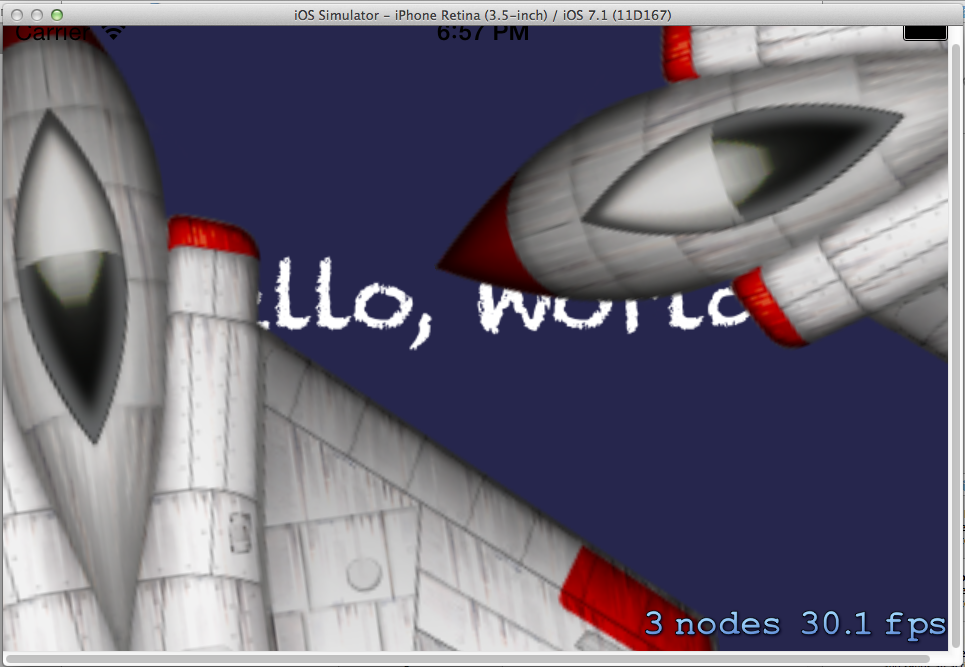 iOS Simulator - iPhone Retina (3.5-inch) / iOS 7.1 (11D167)
Carrier 6:57 PM
llo, worl
3 nodes 30.1 fps